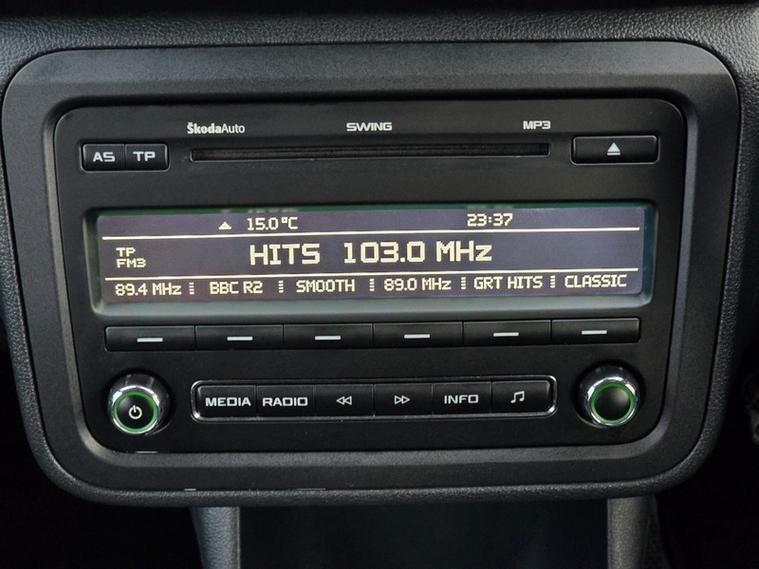 ŠkodaAuto SWING MP3
AS TP
15.0°C 23:37
TP
FM3
HITS 103.0 MHz
89.4 MHz BBC R2 SMOOTH 89.0 MHz GRT HITS CLASSIC
MEDIA RADIO INFO